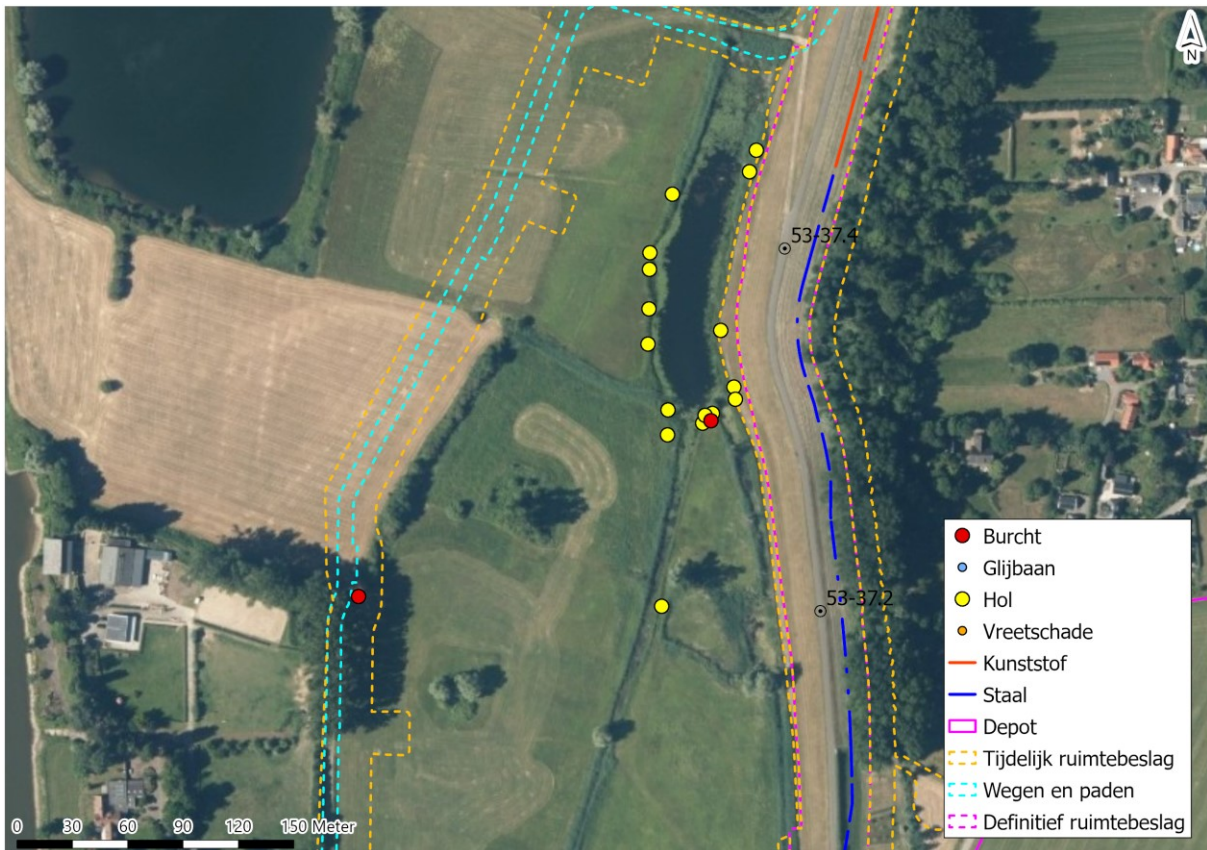 N
53-37.4
53-37.2
Burcht
Glijbaan
Hol
Vreetschade
Kunststof
Staal
Depot
Tijdelijk ruimtebeslag
Wegen en paden
Definitief ruimtebeslag
0 30 60 90 120 150 Meter